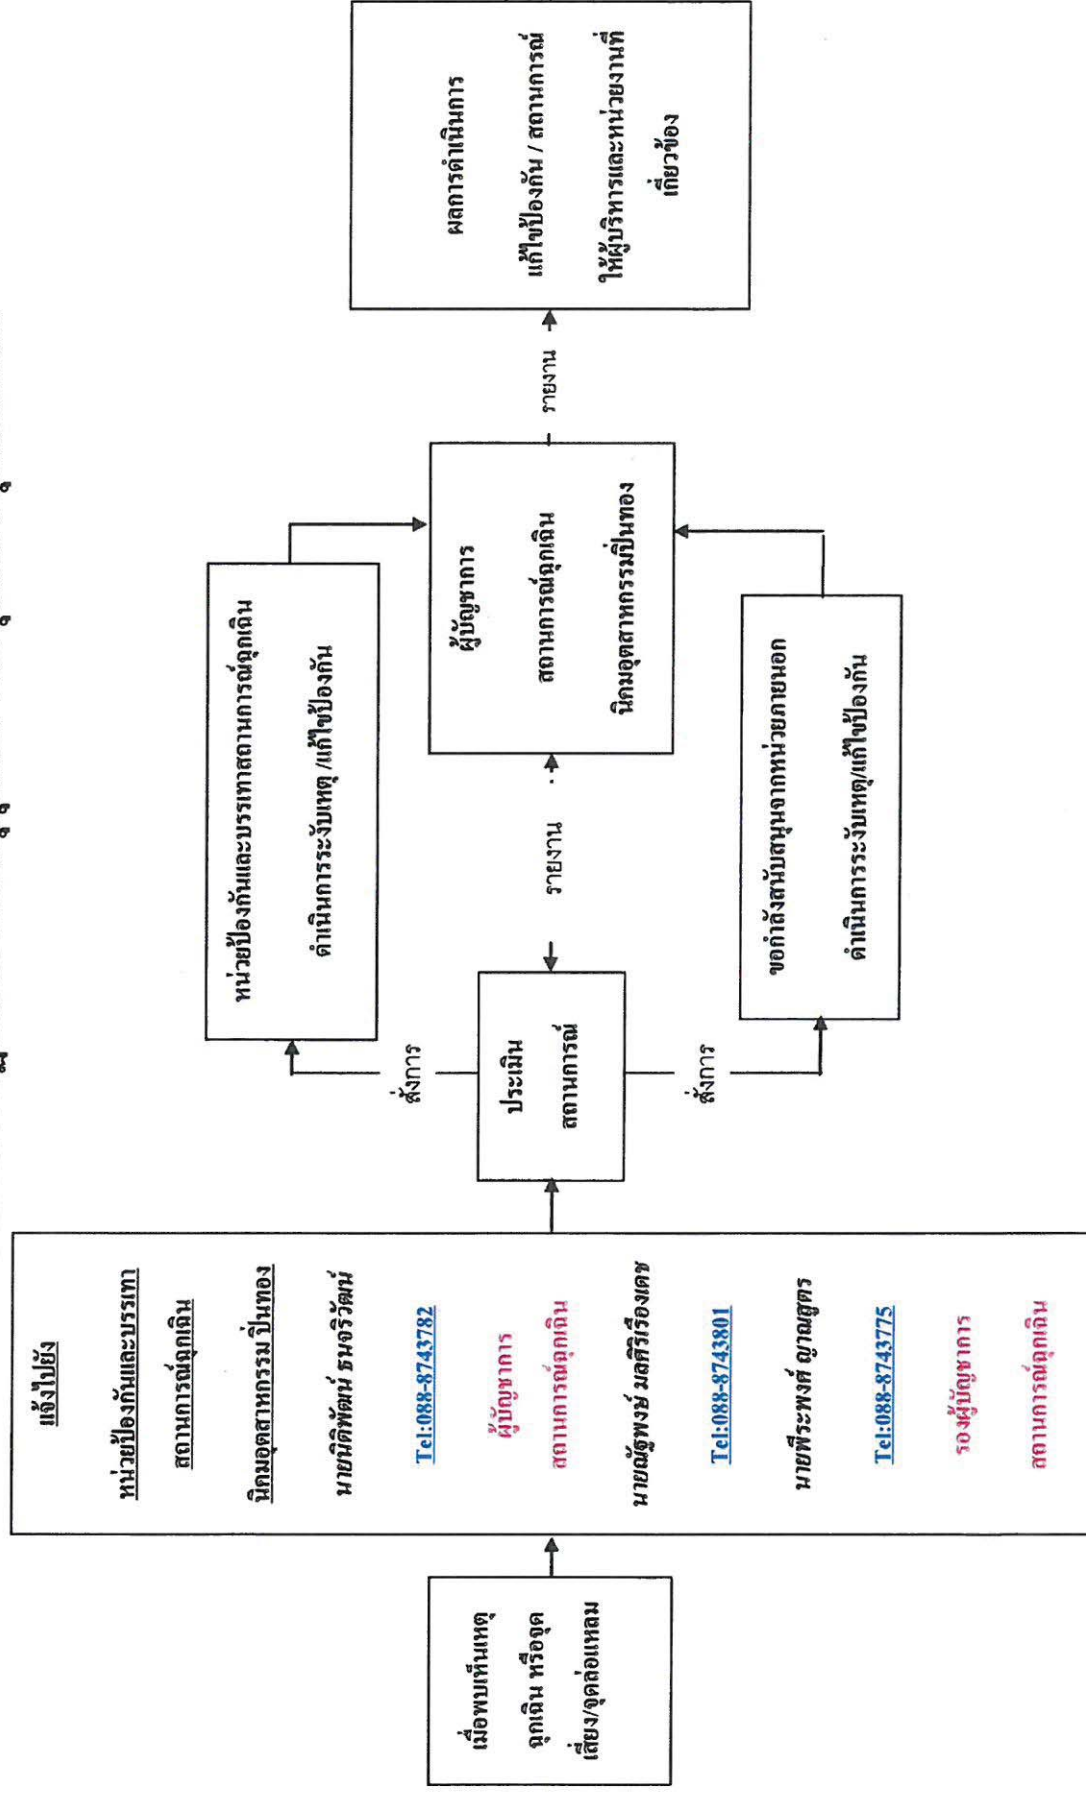 เมื่อพบเห็นเหตุ
ฉุกเฉิน หรือจุด
เสี่ยง/จุดล่อแหลม
แจ้งไปยัง
หน่วยป้องกันและบรรเทา
สถานการณ์ฉุกเฉิน
นิคมอุตสาหกรรม ปิ่นทอง
นายนิติพัฒน์ ธนจริวัฒน์
Tel:088-8743782
ผู้บัญชาการ
สถานการณ์ฉุกเฉิน
นายณัฐพงษ์ มลศิริเรืองเดช
Tel:088-8743801
นายพีระพงศ์ ญาณสูตร
Tel:088-8743775
รองผู้บัญชาการ
สถานการณ์ฉุกเฉิน
ประเมิน
สถานการณ์
สั่งการ
สั่งการ
หน่วยป้องกันและบรรเทาสถานการณ์ฉุกเฉิน
ดำเนินการระงับเหตุ /แก้ไขป้องกัน
ขอกำลังสนับสนุนจากหน่วยภายนอก
ดำเนินการระงับเหตุ/แก้ไขป้องกัน
รายงาน
ผู้บัญชาการ
สถานการณ์ฉุกเฉิน
นิคมอุตสาหกรรมปิ่นทอง
รายงาน
ผลการดำเนินการ
แก้ไขป้องกัน / สถานการณ์
ให้ผู้บริหารและหน่วยงานที่
เกี่ยวข้อง